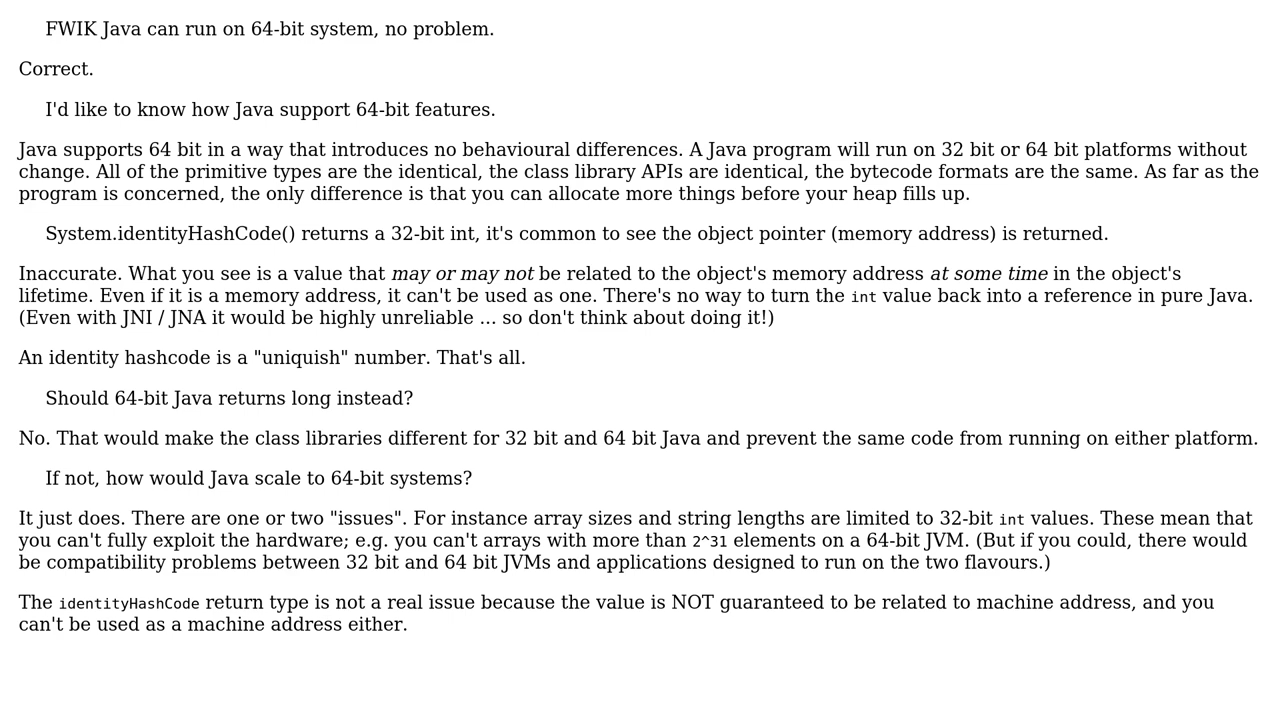 FWIK Java can run on 64-bit system, no problem.
Correct.
I'd like to know how Java support 64-bit features.
Java supports 64 bit in a way that introduces no behavioural differences. A Java program will run on 32 bit or 64 bit platforms without
change. All of the primitive types are the identical, the class library APIs are identical, the bytecode formats are the same. As far as the
program is concerned, the only difference is that you can allocate more things before your heap fills up.
System.identityHashCode() returns a 32-bit int, it's common to see the object pointer (memory address) is returned.
Inaccurate. What you see is a value that may or may not be related to the object's memory address at some time in the object's
lifetime. Even if it is a memory address, it can't be used as one. There's no way to turn the int value back into a reference in pure Java.
(Even with JNI / JNA it would be highly unreliable ... so don't think about doing it!)
An identity hashcode is a "uniquish" number. That's all.
Should 64-bit Java returns long instead?
No. That would make the class libraries different for 32 bit and 64 bit Java and prevent the same code from running on either platform.
If not, how would Java scale to 64-bit systems?
It just does. There are one or two "issues". For instance array sizes and string lengths are limited to 32-bit int values. These mean that
you can't fully exploit the hardware; e.g. you can't arrays with more than 2^31 elements on a 64-bit JVM. (But if you could, there would
be compatibility problems between 32 bit and 64 bit JVMs and applications designed to run on the two flavours.)
The identityHashCode return type is not a real issue because the value is NOT guaranteed to be related to machine address, and you
can't be used as a machine address either.